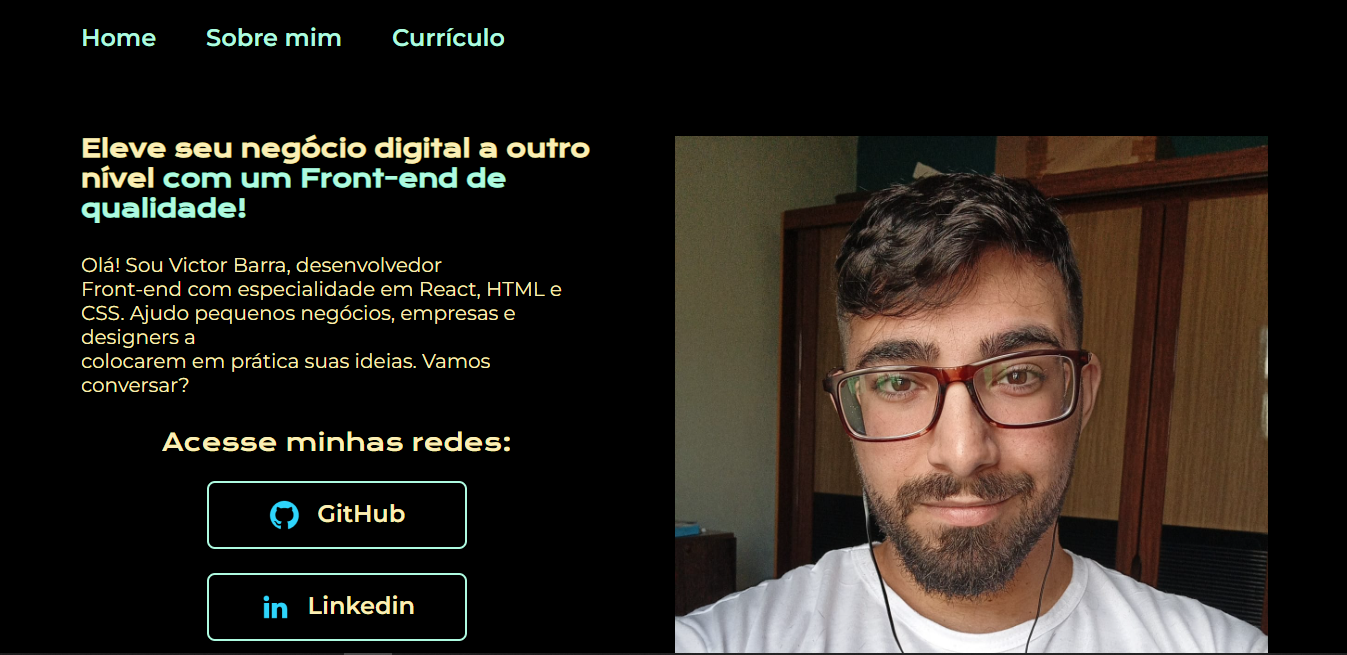 Home Sobre mim Currículo
Eleve seu negócio digital a outro
nível com um Front-end de
qualidade!
Olá! Sou Victor Barra, desenvolvedor
Front-end com especialidade em React, HTML e
CSS. Ajudo pequenos negócios, empresas e
designers a
colocarem em prática suas ideias. Vamos
conversar?
Acesse minhas redes:
GitHub
Linkedin